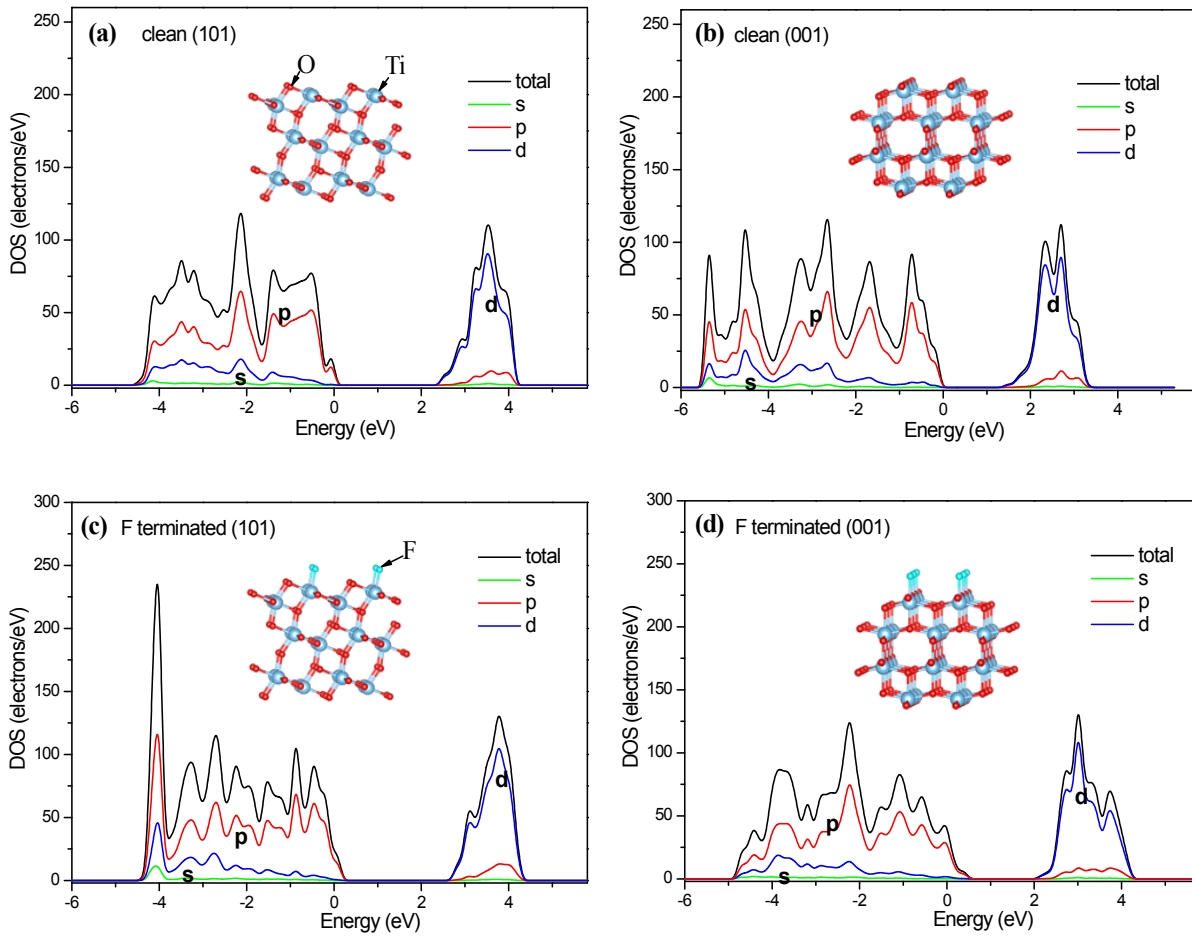 (a) clean (101)
O
Ti
total
s
p
d
p
d
s
250
200
150
100
50
0
DOS (electrons/eV)
-6 -4 -2 0 2 4
Energy (eV)
(b) clean (001)
total
s
p
d
p
d
s
250
200
150
100
50
0
DOS (electrons/eV)
-6 -4 -2 0 2 4
Energy (eV)
(c) F terminated (101)
F
total
s
p
d
p
d
s
300
250
200
150
100
50
0
DOS (electrons/eV)
-6 -4 -2 0 2 4
Energy (eV)
(d) F terminated (001)
total
s
p
d
p
d
s
300
250
200
150
100
50
0
DOS (electrons/eV)
-6 -4 -2 0 2 4
Energy (eV)